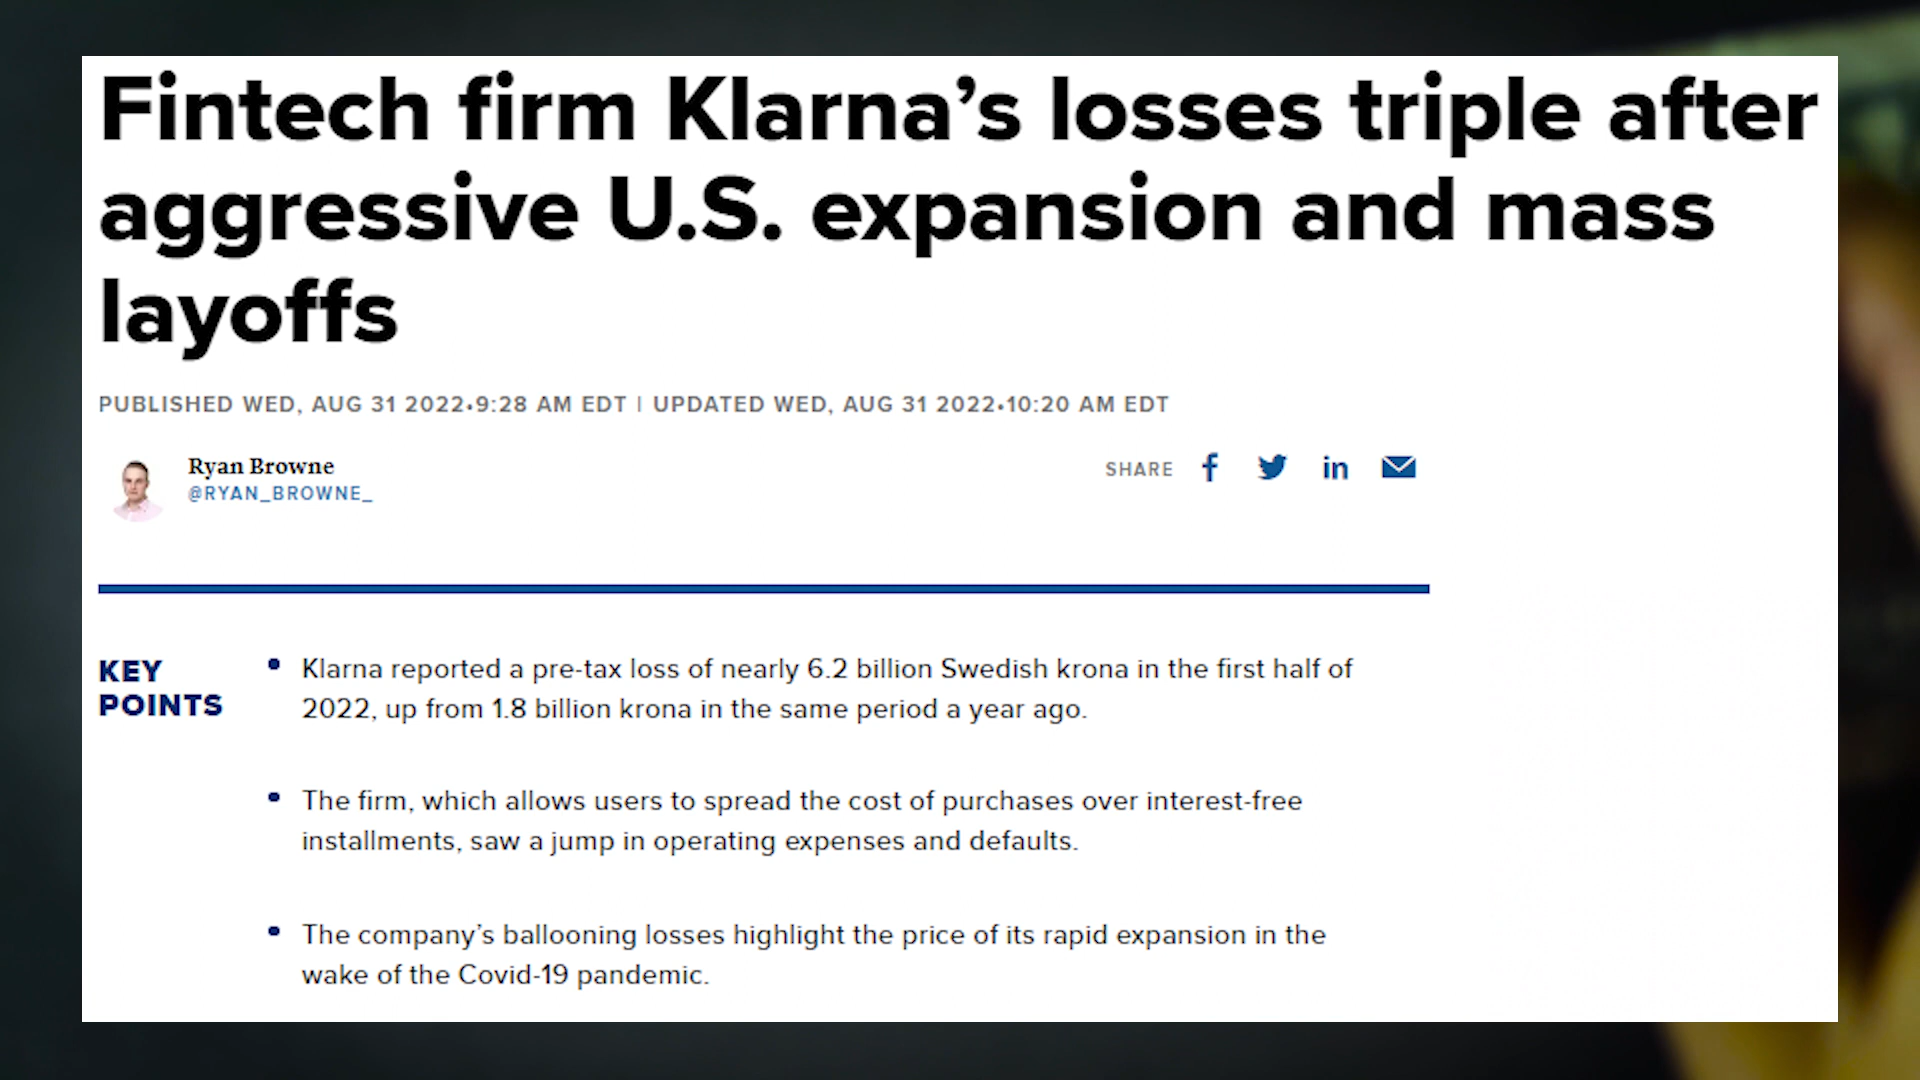 Fintech firm Klarna’s losses triple after
aggressive U.S. expansion and mass
layoffs
PUBLISHED WED, AUG 31 2022•9:28 AM EDT | UPDATED WED, AUG 31 2022•10:20 AM EDT
Ryan Browne
@RYAN_BROWNE_
SHARE
KEY
POINTS
• Klarna reported a pre-tax loss of nearly 6.2 billion Swedish krona in the first half of
2022, up from 1.8 billion krona in the same period a year ago.
• The firm, which allows users to spread the cost of purchases over interest-free
installments, saw a jump in operating expenses and defaults.
• The company’s ballooning losses highlight the price of its rapid expansion in the
wake of the Covid-19 pandemic.